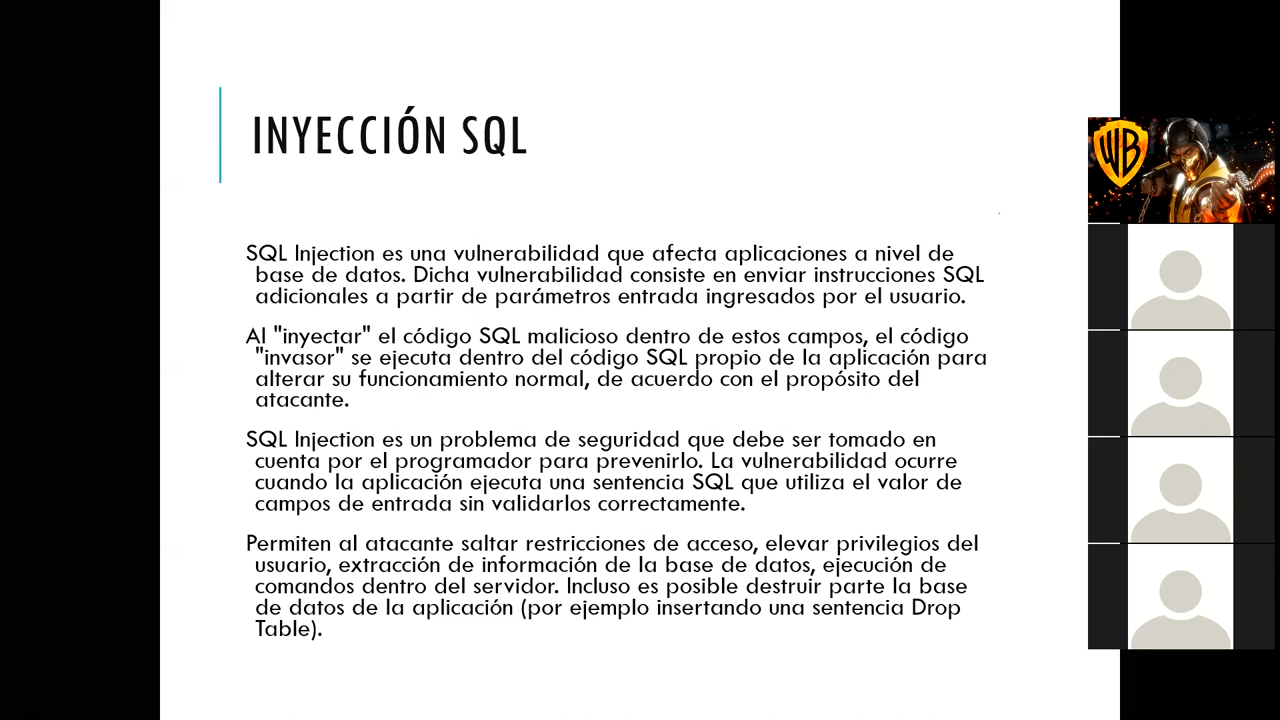 INYECCIÓN SQL
SQL Injection es una vulnerabilidad que afecta aplicaciones a nivel de
base de datos. Dicha vulnerabilidad consiste en enviar instrucciones SQL
adicionales a partir de parámetros entrada ingresados por el usuario.
Al "inyectar" el código SQL malicioso dentro de estos campos, el código
"invasor" se ejecuta dentro del código SQL propio de la aplicación para
alterar su funcionamiento normal, de acuerdo con el propósito del
atacante.
SQL Injection es un problema de seguridad que debe ser tomado en
cuenta por el programador para prevenirlo. La vulnerabilidad ocurre
cuando la aplicación ejecuta una sentencia SQL que utiliza el valor de
campos de entrada sin validarlos correctamente.
Permiten al atacante saltar restricciones de acceso, elevar privilegios del
usuario, extracción de información de la base de datos, ejecución de
comandos dentro del servidor. Incluso es posible destruir parte la base
de datos de la aplicación (por ejemplo insertando una sentencia Drop
Table).
WB